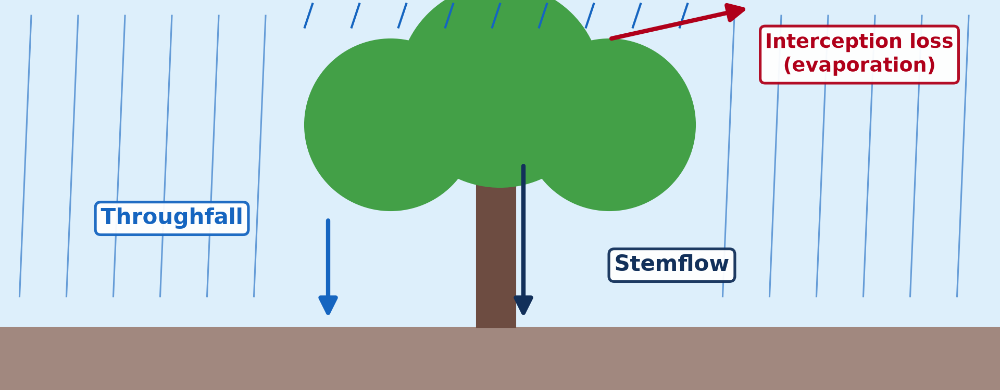 Interception loss
(evaporation)
Throughfall
Stemflow